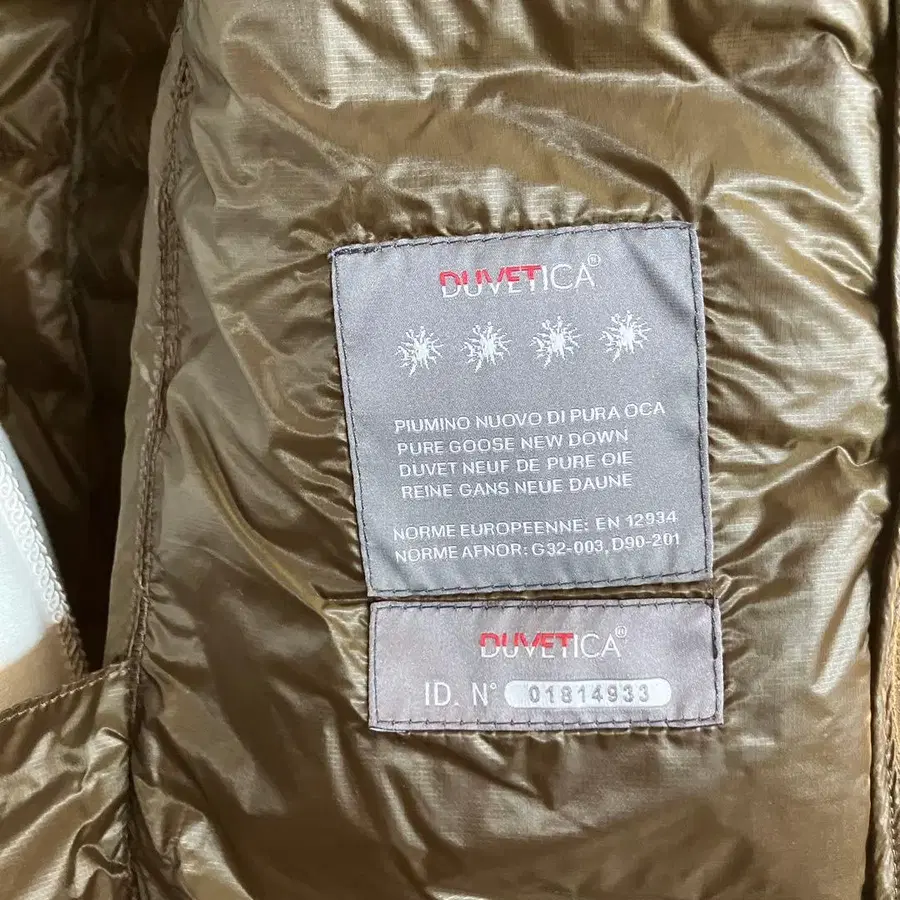 DUVETICA®
PIUMINO NUOVO DI PURA OCA
PURE GOOSE NEW DOWN
DUVET NEUF DE PURE OIE
REINE GANS NEUE DAUNE
NORME EUROPEENNE: EN 12934
NORME AFNOR: G32-003, D90-201
DUVETICA®
ID. N° 01814933